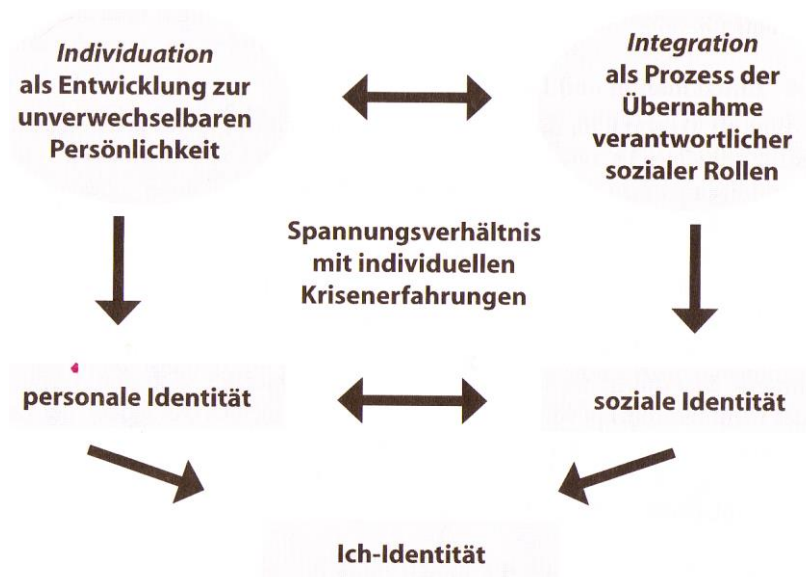 Individuation
als Entwicklung zur
unverwechselbaren
Persönlichkeit
Integration
als Prozess der
Übernahme
verantwortlicher
sozialer Rollen
Spannungsverhältnis
mit individuellen
Krisenerfahrungen
personale Identität
soziale Identität
Ich-Identität